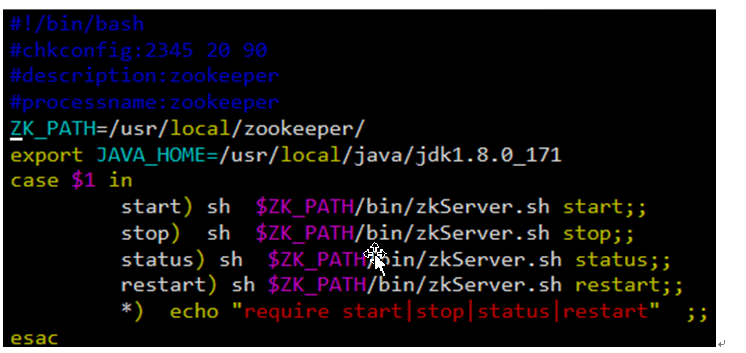 #!/bin/bash
#chkconfig:2345 20 90
#description:zookeeper
#processname:zookeeper
ZK_PATH=/usr/local/zookeeper/
export JAVA_HOME=/usr/local/java/jdk1.8.0_171
case $1 in
start) sh  $ZK_PATH/bin/zkServer.sh start;;
stop)  sh  $ZK_PATH/bin/zkServer.sh stop;;
status) sh  $ZK_PATH/bin/zkServer.sh status;;
restart) sh $ZK_PATH/bin/zkServer.sh restart;;
*)  echo "require start|stop|status|restart"  ;;
esac